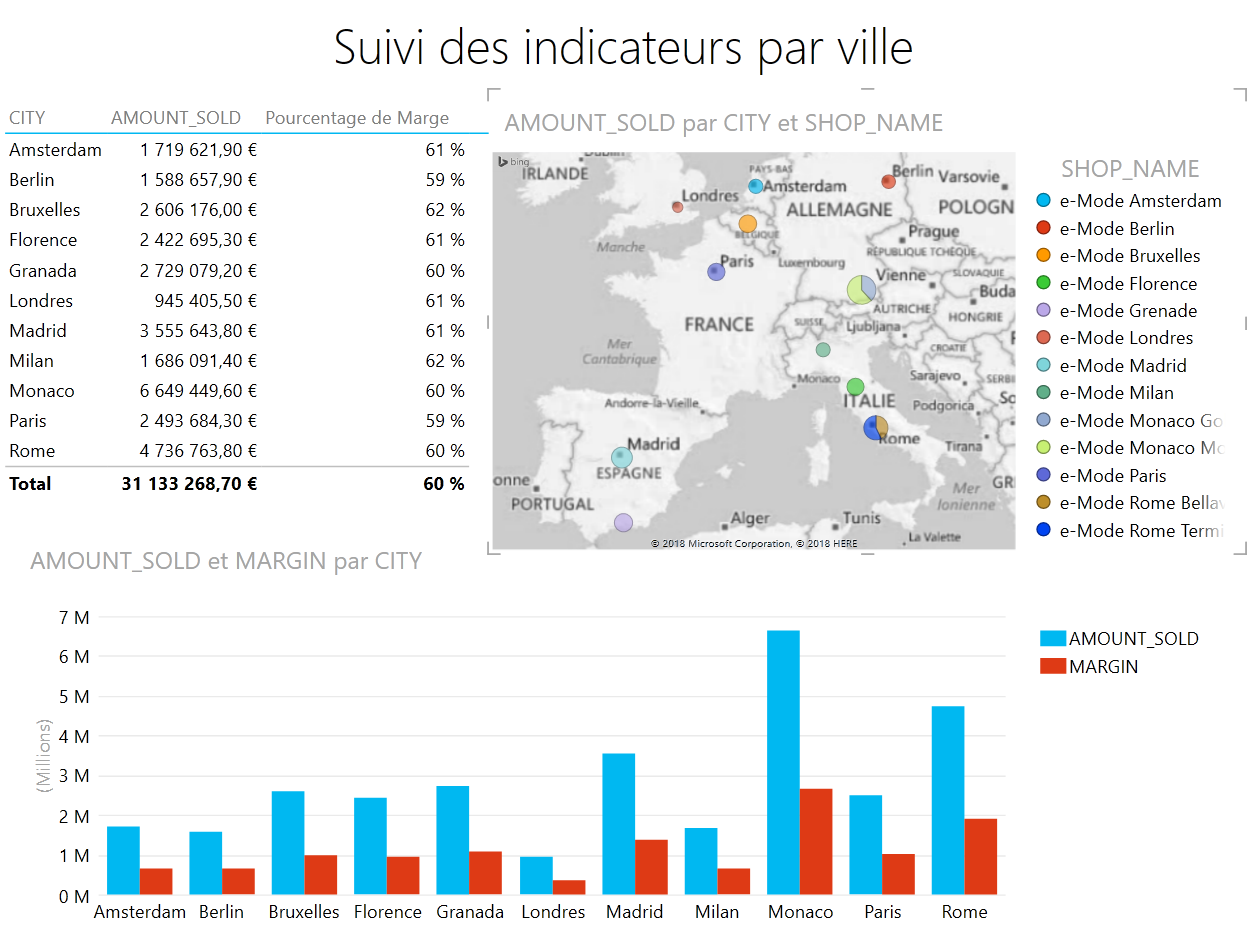 Suivi des indicateurs par ville
CITY AMOUNT_SOLD Pourcentage de Marge
Amsterdam 1 719 621,90 € 61 %
Berlin 1 588 657,90 € 59 %
Bruxelles 2 606 176,00 € 62 %
Florence 2 422 695,30 € 61 %
Granada 2 729 079,20 € 60 %
Londres 945 405,50 € 61 %
Madrid 3 555 643,80 € 61 %
Milan 1 686 091,40 € 62 %
Monaco 6 649 449,60 € 60 %
Paris 2 493 684,30 € 59 %
Rome 4 736 763,80 € 60 %
Total 31 133 268,70 € 60 %
AMOUNT_SOLD par CITY et SHOP_NAME
bing
Dublin
IRLANDE
PAYS-BAS
Londres
Amsterdam
Berlin
Varsovie
ALLEMAGNE
POLOGN
BELGIQUE
Prague
Manche
RÉPUBLIQUE TCHÈQUE
Paris
Luxembourg
Vienne
SLOVAQUIE
Buda
AUTRICHE
HONGRIE
FRANCE
SUISSE
Ljubljana
Mer
Cantabrique
CROATIE
Monaco
Sarajevo
SERBI
Andorre-la-Vieille
ITALIE
Podgorica
So
Madrid
Rome
Tirana
ESPAGNE
onne
PORTUGAL
Mer
Ionienne
GR
Alger
Tunis
La Valette
© 2018 Microsoft Corporation, © 2018 HERE
SHOP_NAME
e-Mode Amsterdam
e-Mode Berlin
e-Mode Bruxelles
e-Mode Florence
e-Mode Grenade
e-Mode Londres
e-Mode Madrid
e-Mode Milan
e-Mode Monaco Go
e-Mode Monaco Mc
e-Mode Paris
e-Mode Rome Bellav
e-Mode Rome Termi
AMOUNT_SOLD et MARGIN par CITY
(Millions)
7 M
6 M
5 M
4 M
3 M
2 M
1 M
0 M
Amsterdam Berlin Bruxelles Florence Granada Londres Madrid Milan Monaco Paris Rome
AMOUNT_SOLD
MARGIN